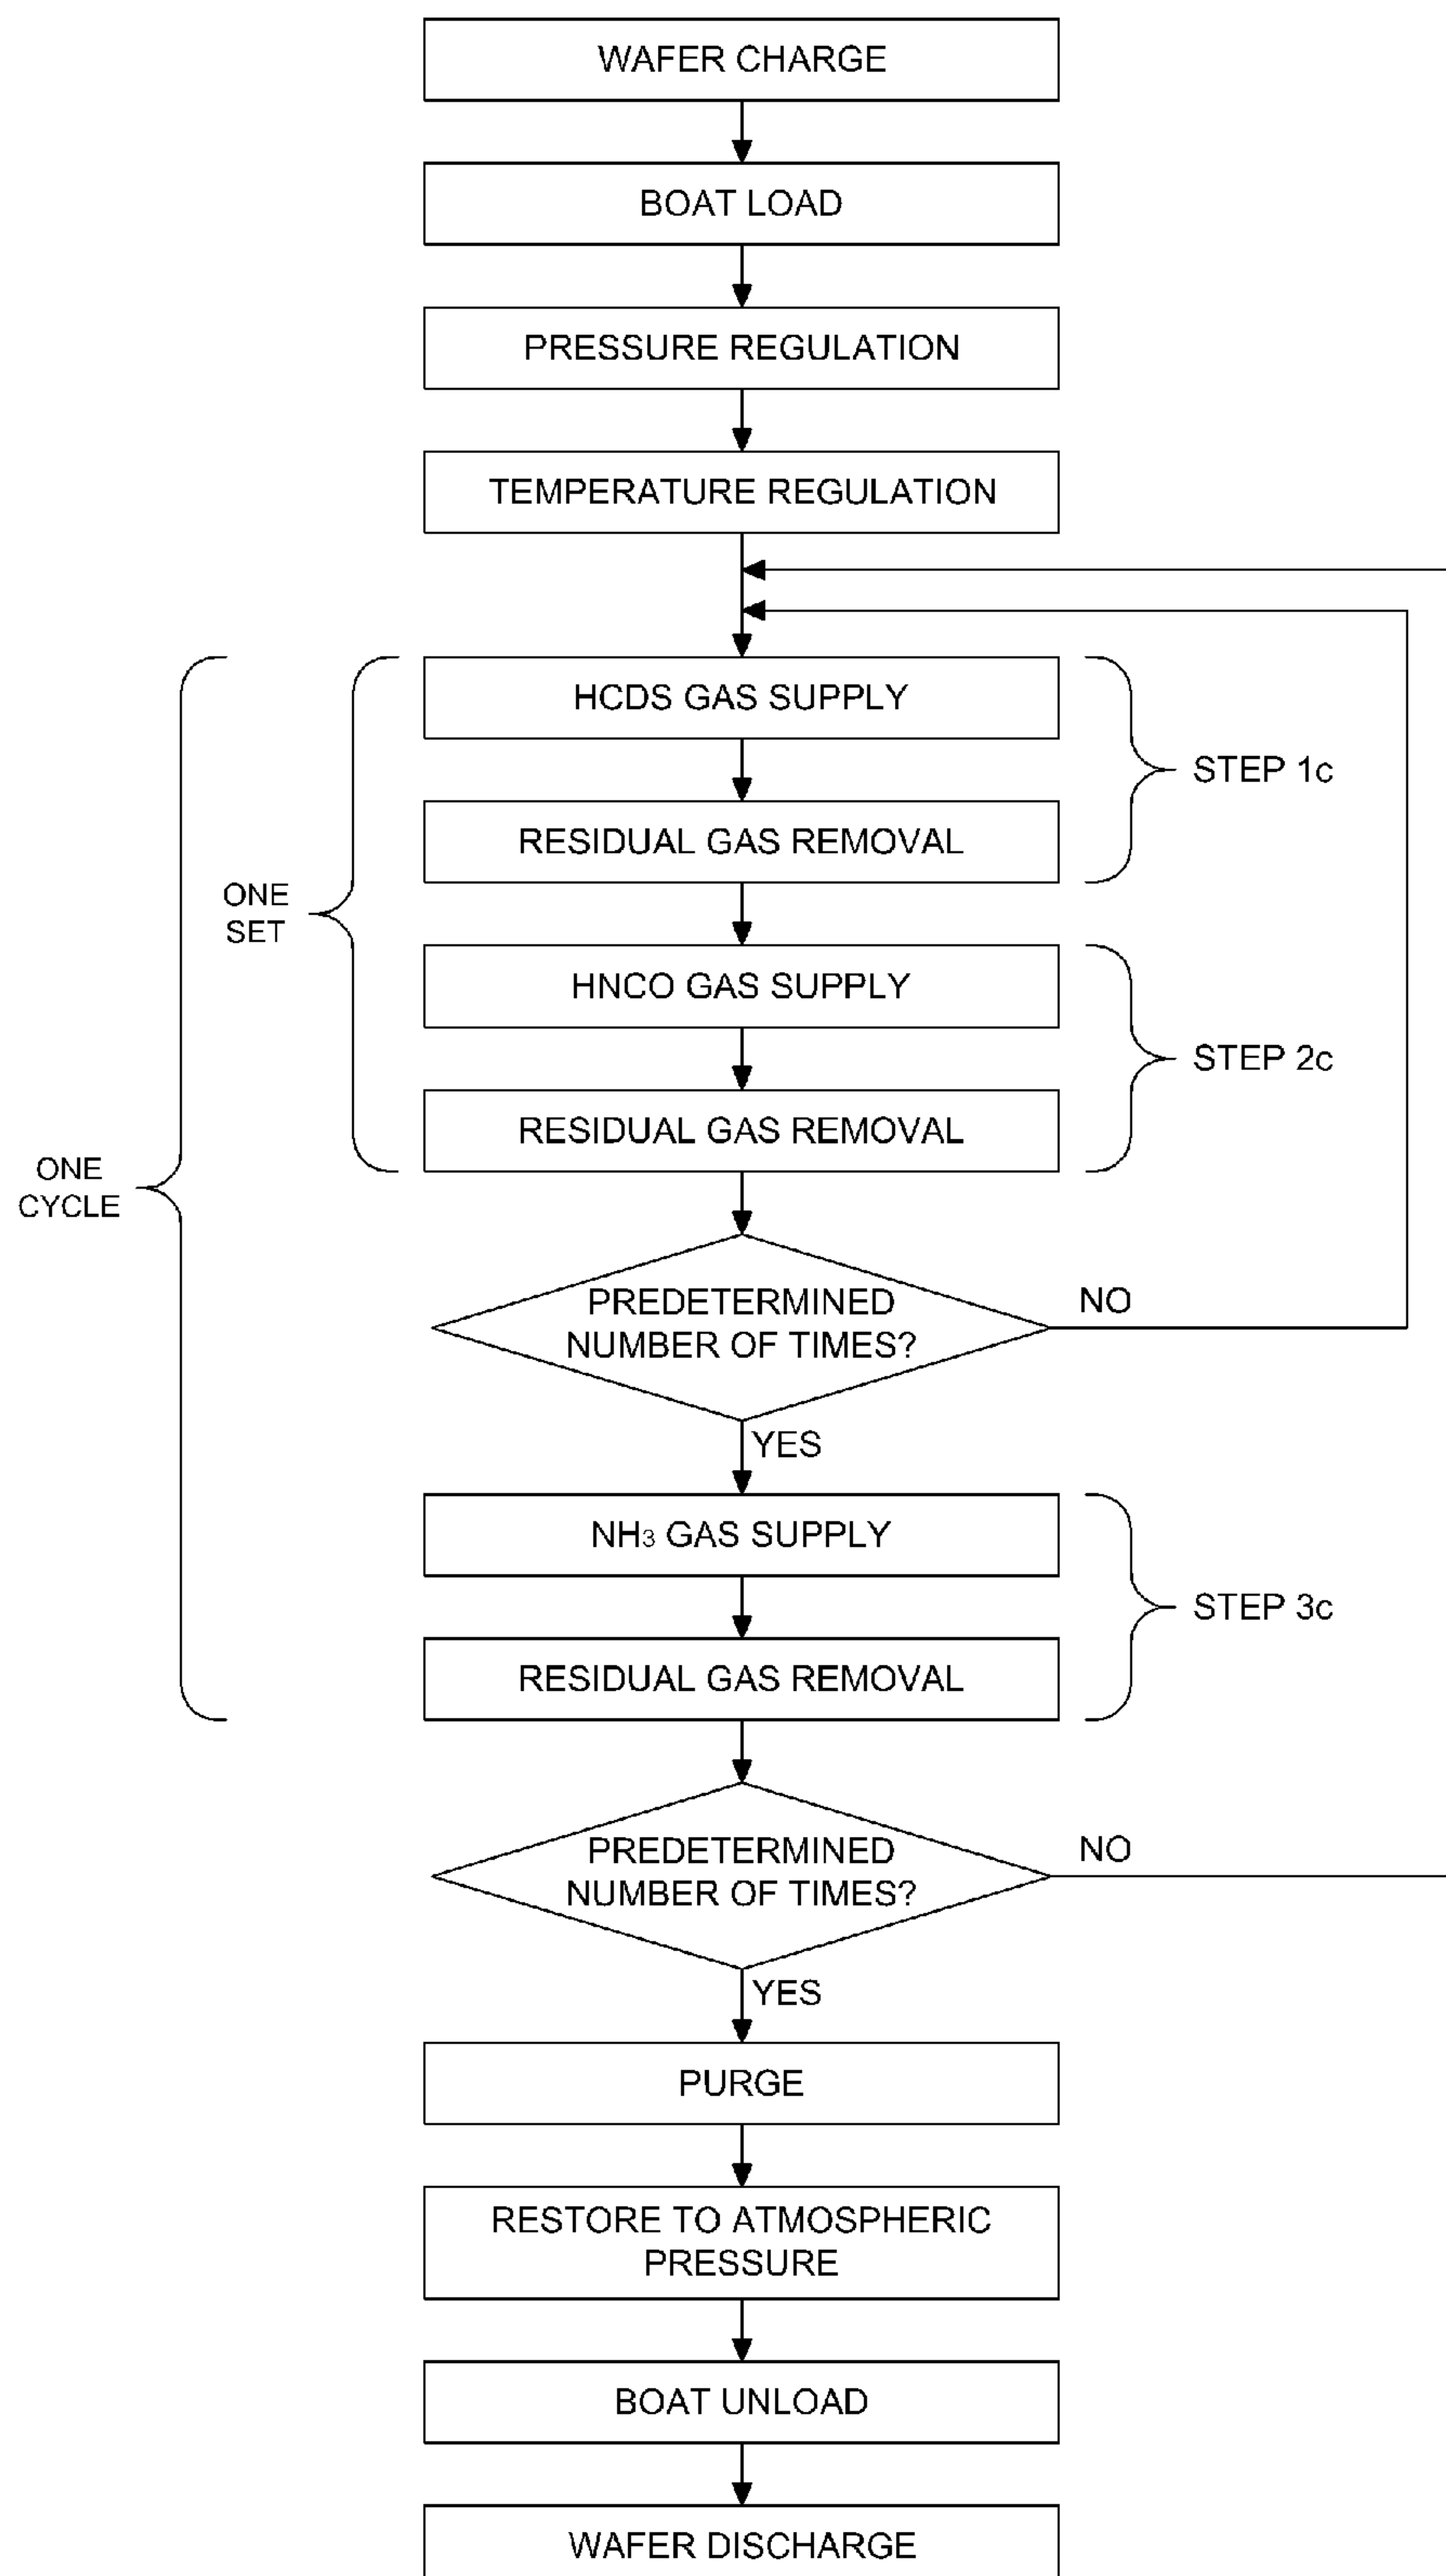 WAFER CHARGE
BOAT LOAD
PRESSURE REGULATION
TEMPERATURE REGULATION
HCDS GAS SUPPLY
STEP 1c
RESIDUAL GAS REMOVAL
ONE
SET
HNCO GAS SUPPLY
STEP 2c
RESIDUAL GAS REMOVAL
ONE
CYCLE
PREDETERMINED
NUMBER OF TIMES?
NO
YES
NH₃ GAS SUPPLY
STEP 3c
RESIDUAL GAS REMOVAL
PREDETERMINED
NUMBER OF TIMES?
NO
YES
PURGE
RESTORE TO ATMOSPHERIC
PRESSURE
BOAT UNLOAD
WAFER DISCHARGE